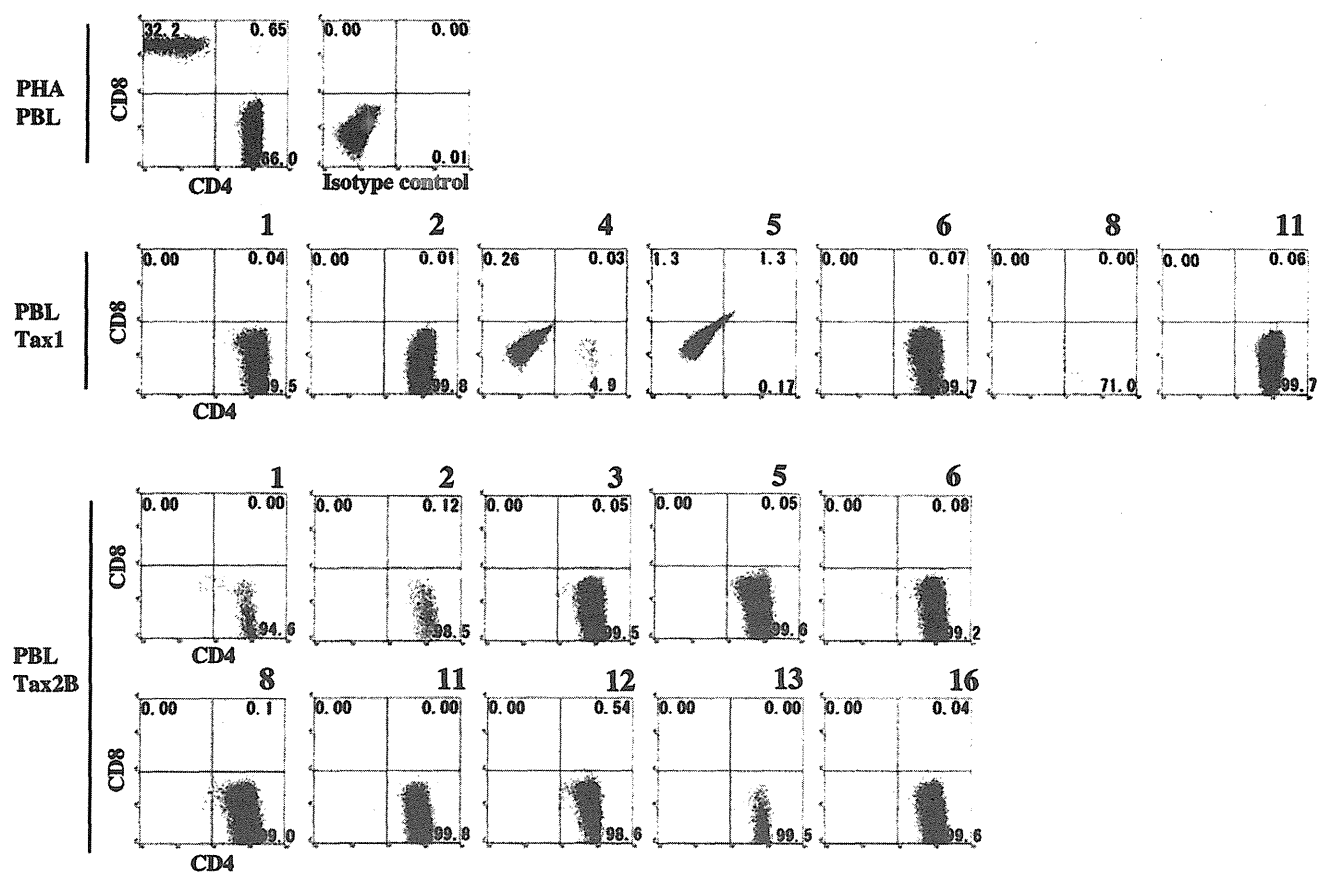 32.2 0.65 0.00 0.00
PHA
PBL
CD8
66.0 0.01
CD4 Isotype control
1 2 4 5 6 8 11
0.00 0.04 0.00 0.01 0.26 0.03 1.3 1.3 0.00 0.07 0.00 0.00 0.00 0.06
PBL
Tax1
CD8
99.5 99.8 4.9 0.17 99.7 71.0 99.7
CD4
1 2 3 5 6
0.00 0.00 0.00 0.12 0.00 0.05 0.00 0.05 0.00 0.08
CD8
94.6 98.5 99.5 99.6 99.2
CD4
PBL
Tax2B
8 11 12 13 16
0.00 0.1 0.00 0.00 0.00 0.54 0.00 0.00 0.00 0.04
CD8
99.0 99.8 98.6 99.5 99.6
CD4